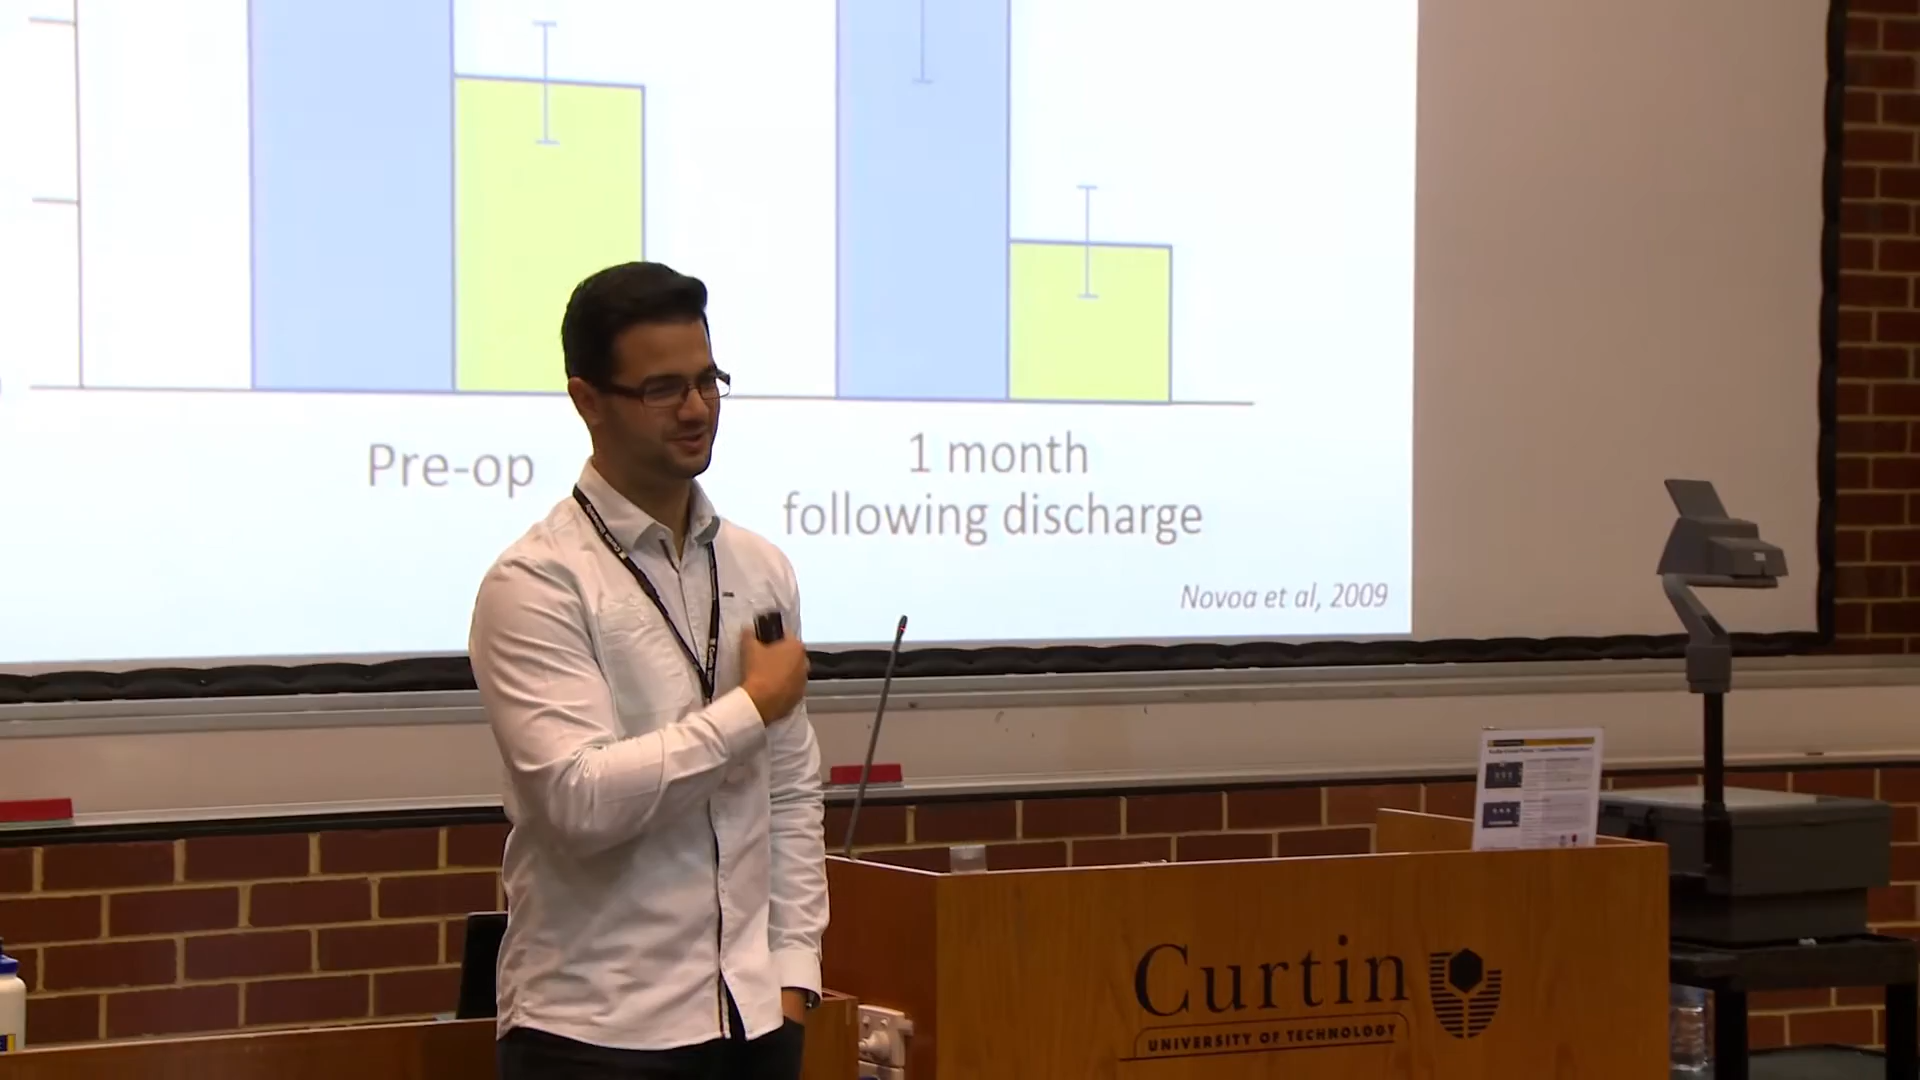 Pre-op
1 month
following discharge
Novoa et al, 2009
Curtin
UNIVERSITY OF TECHNOLOGY